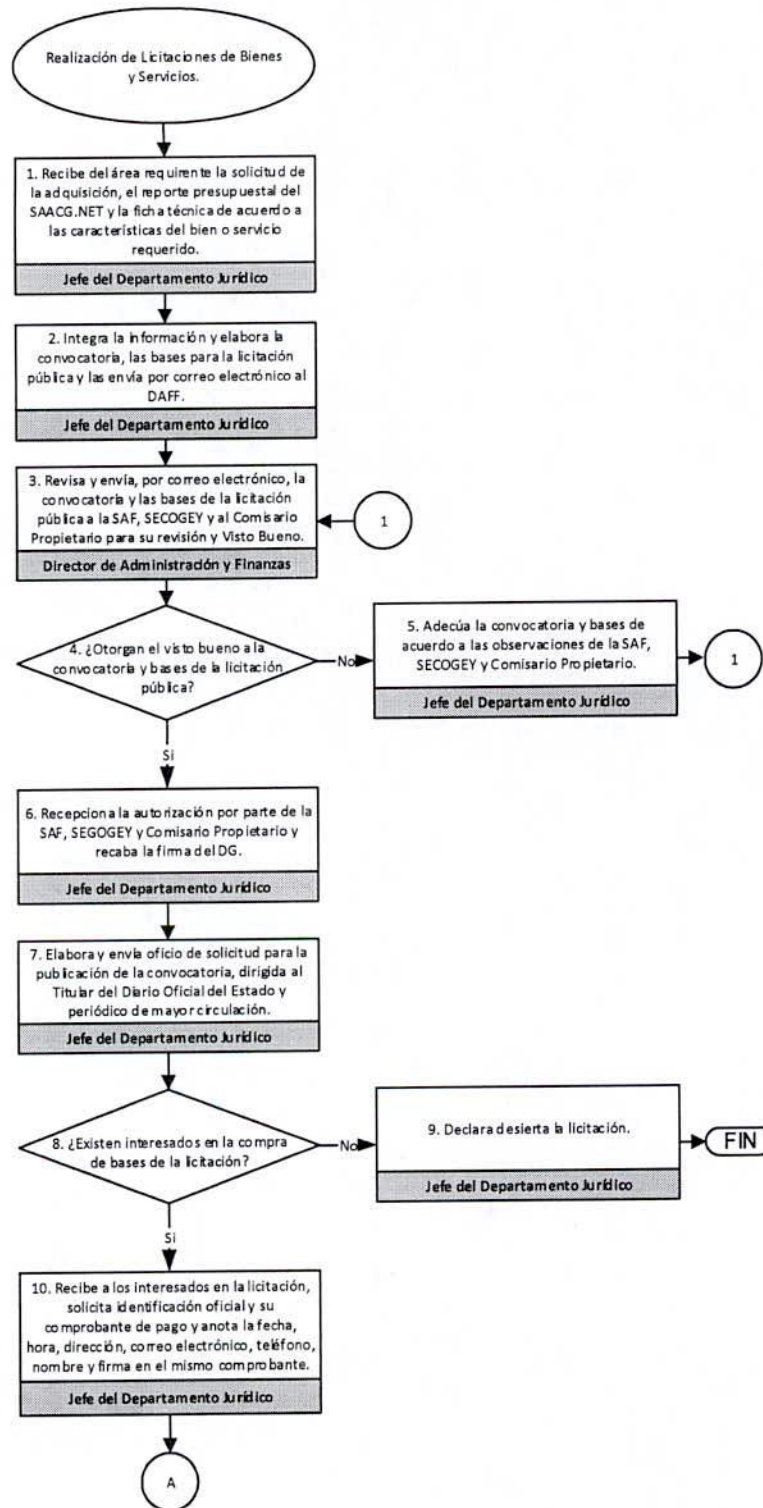 Realización de Licitaciones de Bienes
y Servicios.
1. Recibe del área requirente la solicitud de
la adquisición, el reporte presupuestal del
SAACG.NET y la ficha técnica de acuerdo a
las características del bien o servicio
requerido.
Jefe del Departamento Jurídico
2. Integra la información y elabora la
convocatoria, las bases para la licitación
pública y las envía por correo electrónico al
DAFF.
Jefe del Departamento Jurídico
3. Revisa y envía, por correo electrónico, la
convocatoria y las bases de la licitación
pública a la SAF, SECOGEY y al Comisario
Propietario para su revisión y Visto Bueno.
Director de Administración y Finanzas
1
4. ¿Otorgan el visto bueno a la
convocatoria y bases de la licitación
pública?
No
5. Adecúa la convocatoria y bases de
acuerdo a las observaciones de la SAF,
SECOGEY y Comisario Propietario.
Jefe del Departamento Jurídico
1
Si
6. Recepciona la autorización por parte de la
SAF, SEGOGEY y Comisario Propietario y
recaba la firma del DG.
Jefe del Departamento Jurídico
7. Elabora y envía oficio de solicitud para la
publicación de la convocatoria, dirigida al
Titular del Diario Oficial del Estado y
periódico de mayor circulación.
Jefe del Departamento Jurídico
8. ¿Existen interesados en la compra
de bases de la licitación?
No
9. Declara desierta la licitación.
Jefe del Departamento Jurídico
FIN
Si
10. Recibe a los interesados en la licitación,
solicita identificación oficial y su
comprobante de pago y anota la fecha,
hora, dirección, correo electrónico, teléfono,
nombre y firma en el mismo comprobante.
Jefe del Departamento Jurídico
A